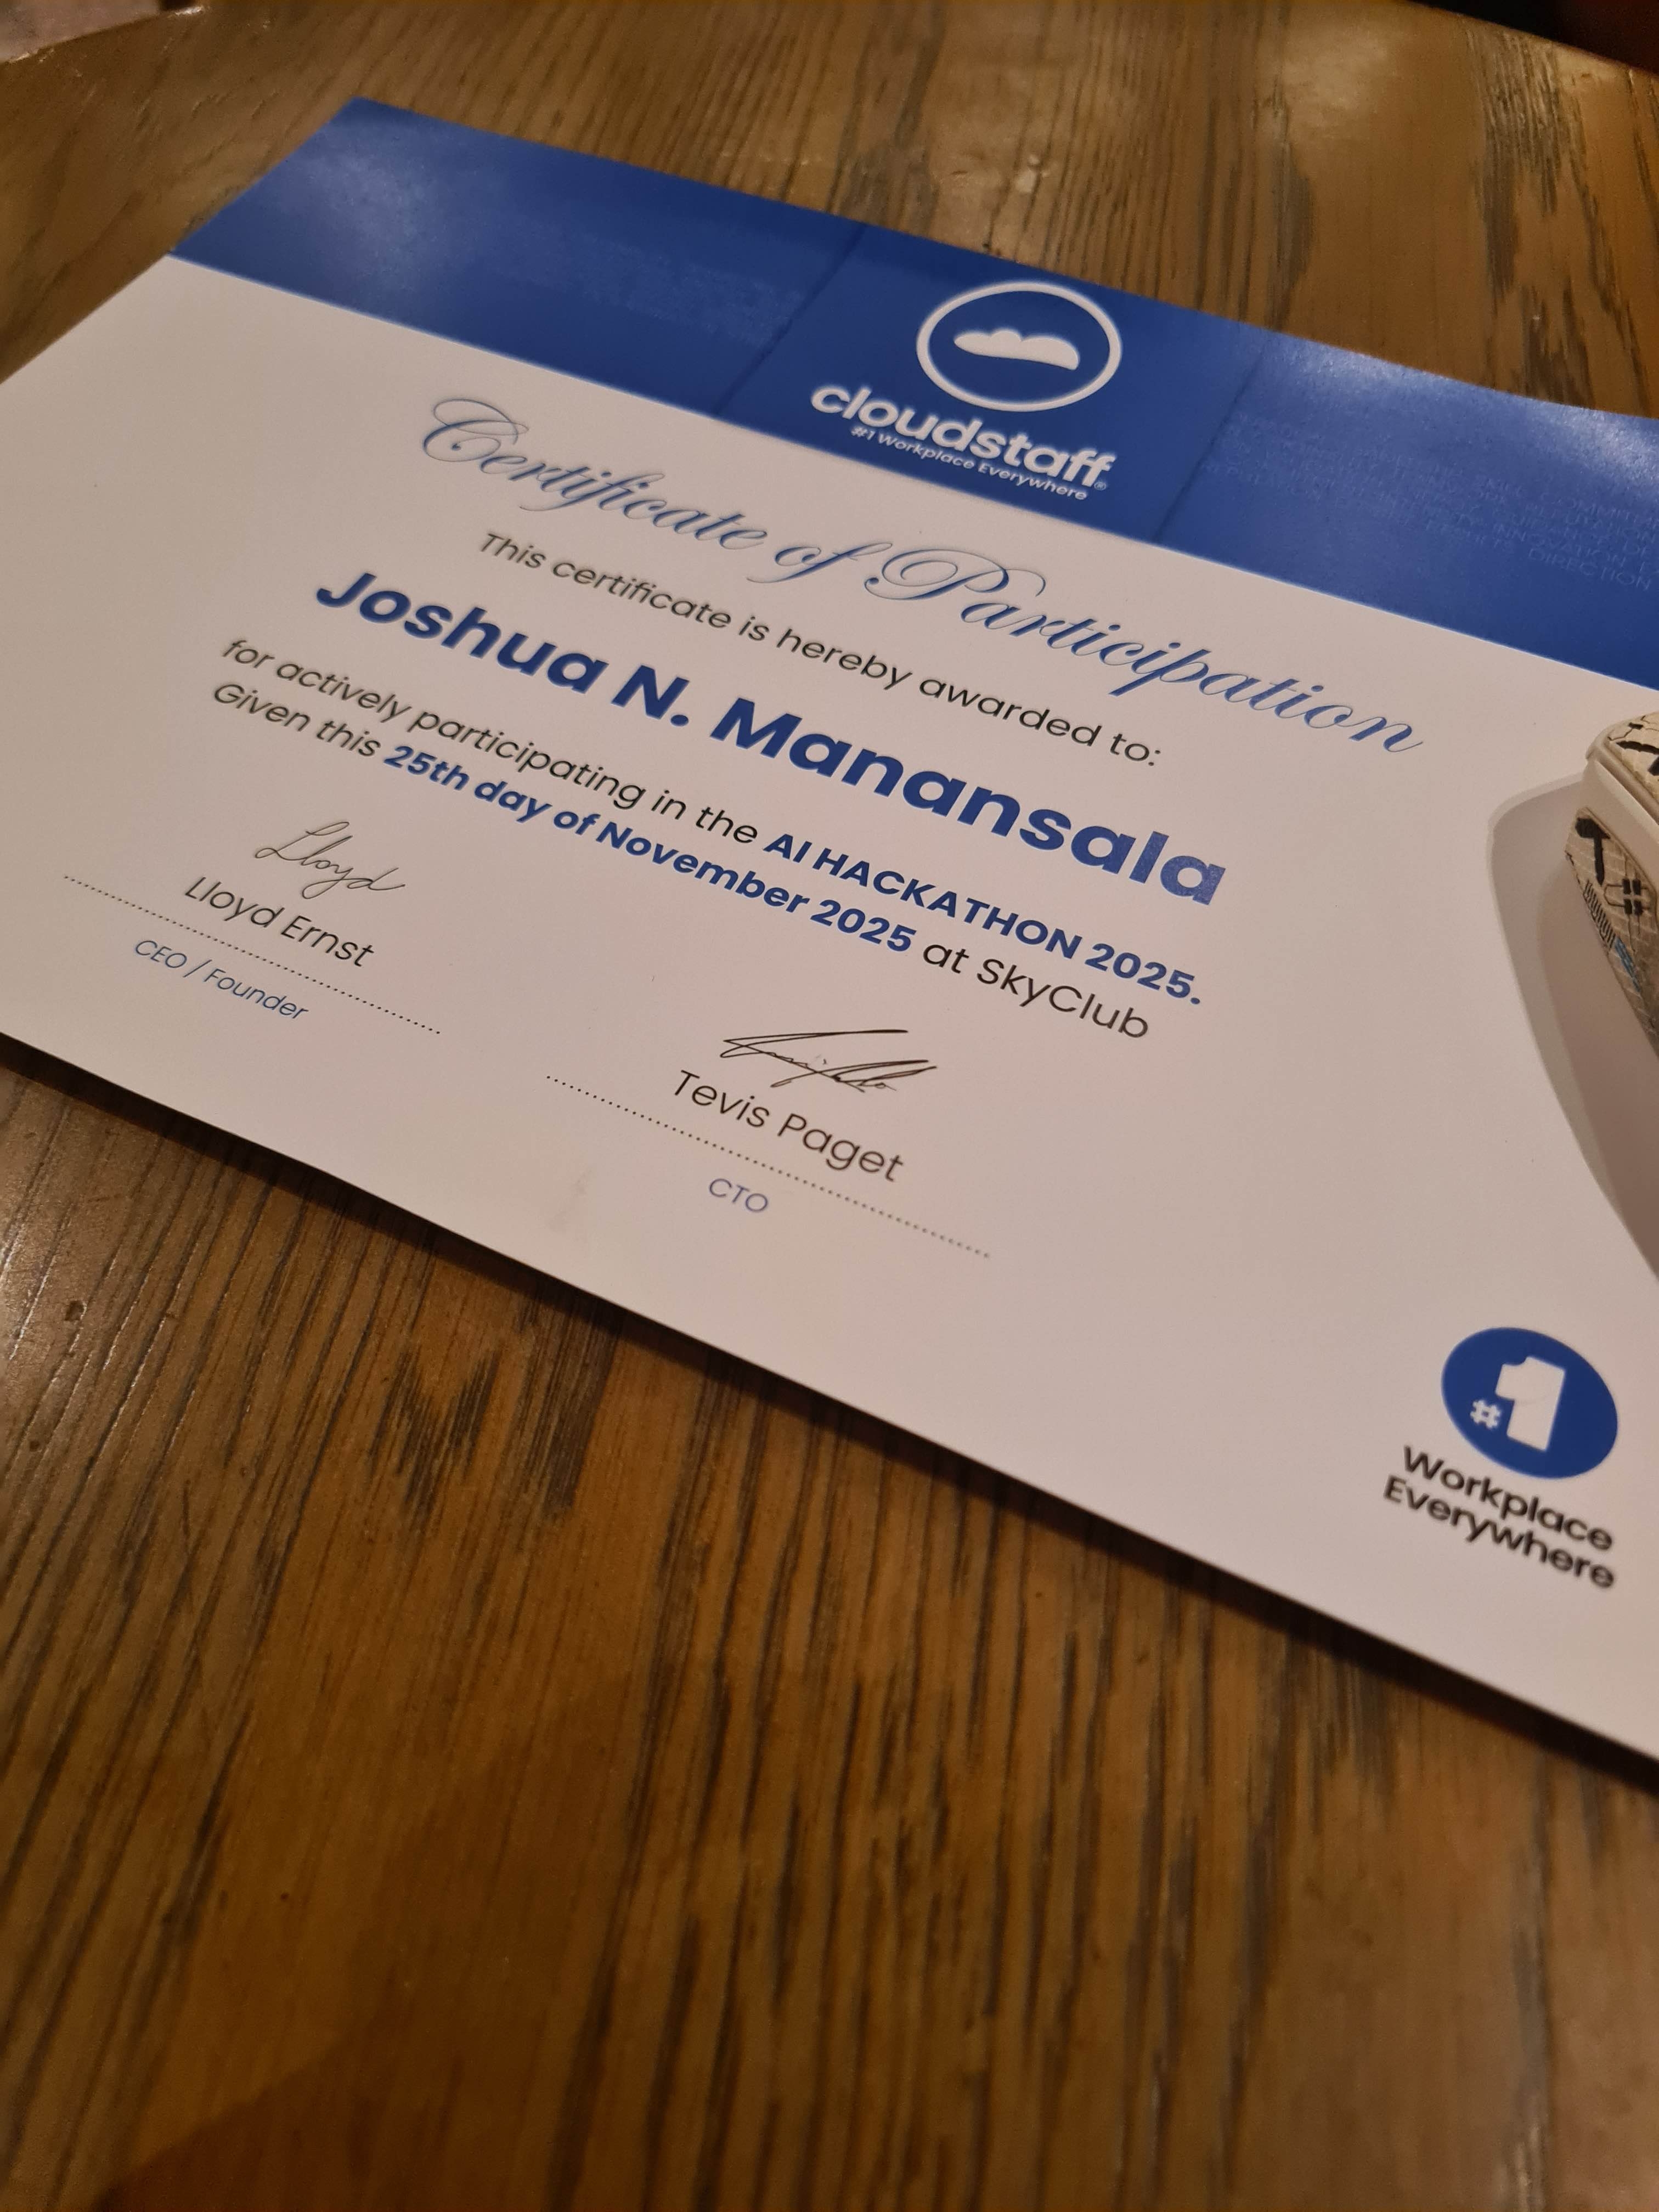 cloudstaff®
#1 Workplace Everywhere
Certificate of Participation
This certificate is hereby awarded to:
Joshua N. Manansala
for actively participating in the AI HACKATHON 2025.
Given this 25th day of November 2025 at SkyClub
Lloyd
Lloyd Ernst
CEO / Founder
Tevis Paget
CTO
#1
Workplace
Everywhere